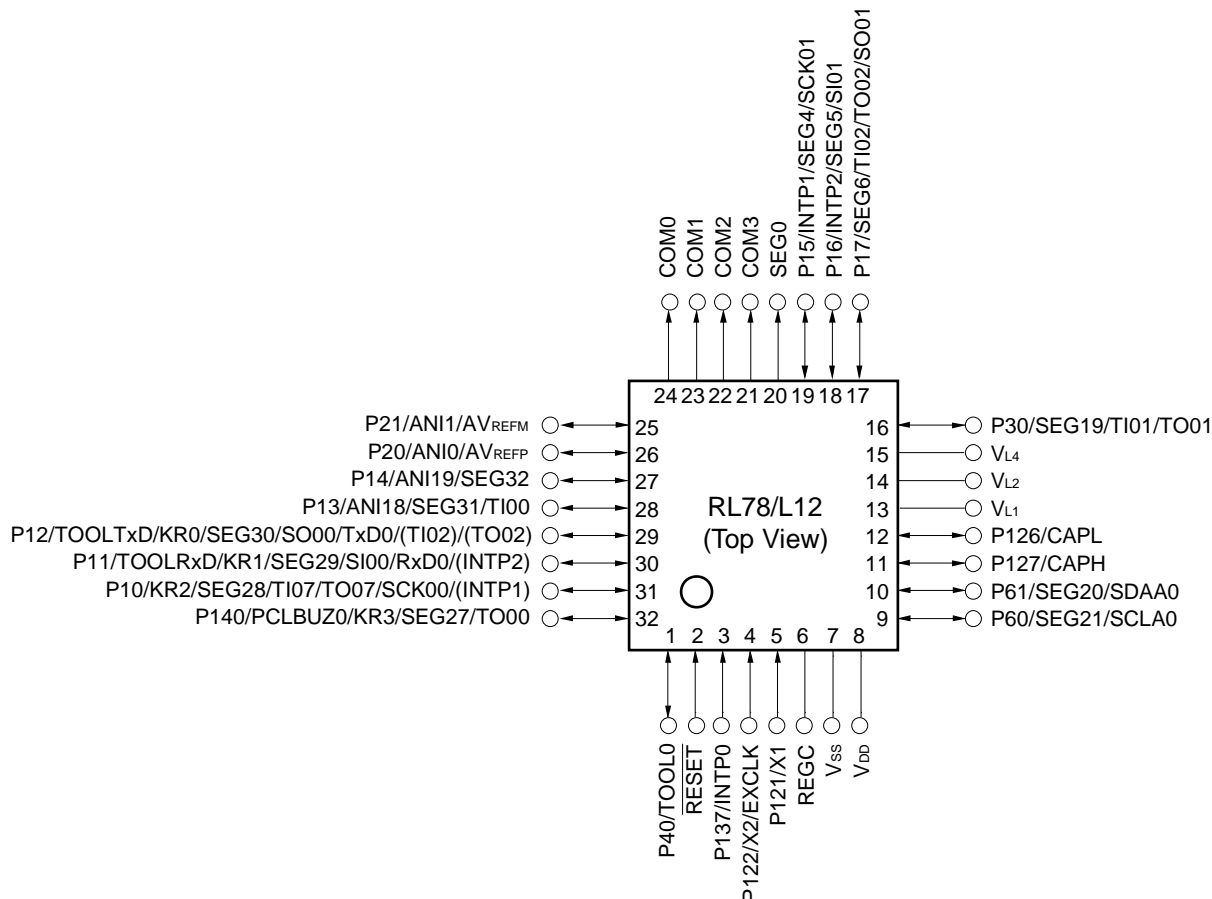 COM0
COM1
COM2
COM3
SEG0
P15/INTP1/SEG4/SCK01
P16/INTP2/SEG5/SI01
P17/SEG6/TI02/TO02/SO01
24 23 22 21 20 19 18 17
P21/ANI1/AVREFM 25
P20/ANI0/AVREFP 26
P14/ANI19/SEG32 27
P13/ANI18/SEG31/TI00 28
P12/TOOLTxD/KR0/SEG30/SO00/TxD0/(TI02)/(TO02) 29
P11/TOOLRxD/KR1/SEG29/SI00/RxD0/(INTP2) 30
P10/KR2/SEG28/TI07/TO07/SCK00/(INTP1) 31
P140/PCLBUZ0/KR3/SEG27/TO00 32
RL78/L12
(Top View)
16 P30/SEG19/TI01/TO01
15 VL4
14 VL2
13 VL1
12 P126/CAPL
11 P127/CAPH
10 P61/SEG20/SDAA0
9 P60/SEG21/SCLA0
1 2 3 4 5 6 7 8
P40/TOOL0
RESET
P137/INTP0
P122/X2/EXCLK
P121/X1
REGC
VSS
VDD